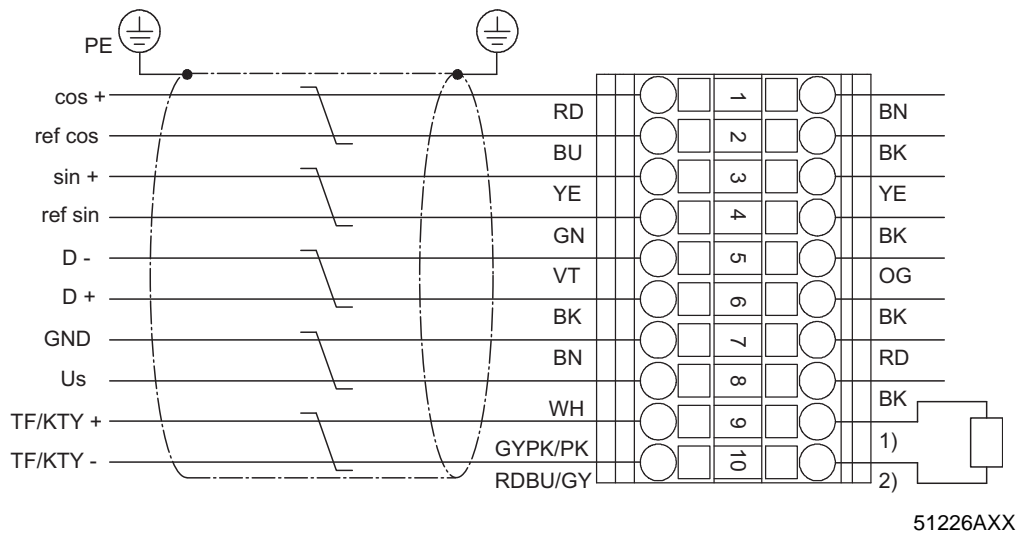 PE
cos + RD 1 BN
ref cos BU 2 BK
sin + YE 3 YE
ref sin GN 4 BK
D - VT 5 OG
D + BK 6 BK
GND BN 7 RD
Us WH 8 BK
TF/KTY + GYPK/PK 9 1)
TF/KTY - RDBU/GY 10 2)
51226AXX